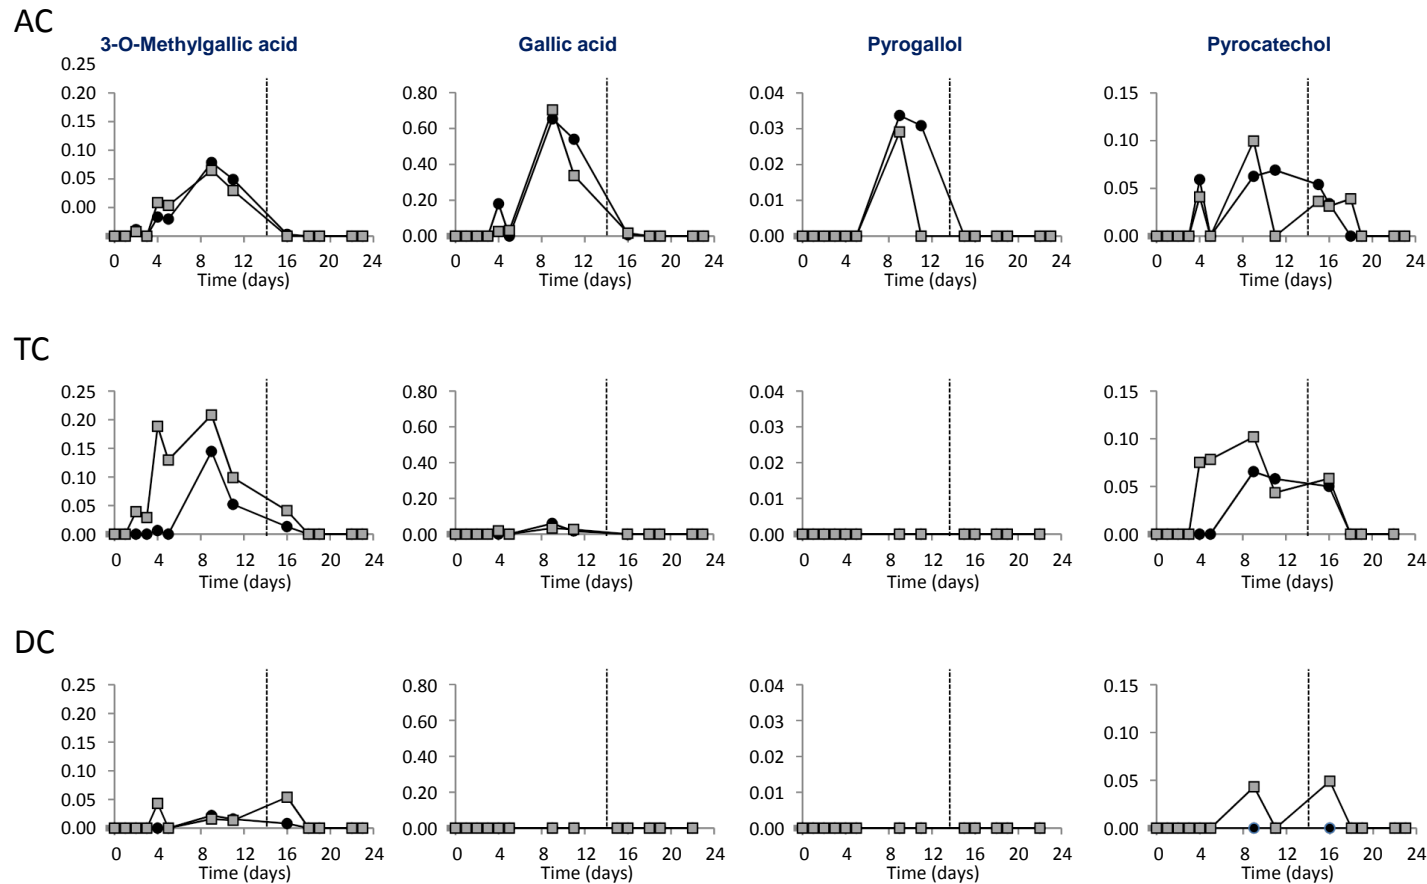 AC
3-O-Methylgallic acid Gallic acid Pyrogallol Pyrocatechol
0.25
0.20 0.80 0.04 0.15
0.15 0.60 0.03 0.10
0.10 0.40 0.02
0.05 0.20 0.01 0.05
0.00 0.00 0.00 0.00
0 4 8 12 16 20 24 0 4 8 12 16 20 24 0 4 8 12 16 20 24 0 4 8 12 16 20 24
Time (days) Time (days) Time (days) Time (days)
TC
0.25 0.80 0.04 0.15
0.20 0.60 0.03 0.10
0.15 0.40 0.02
0.10 0.20 0.01 0.05
0.05
0.00 0.00 0.00 0.00
0 4 8 12 16 20 24 0 4 8 12 16 20 24 0 4 8 12 16 20 24 0 4 8 12 16 20 24
Time (days) Time (days) Time (days) Time (days)
DC
0.25 0.80 0.04 0.15
0.20 0.60 0.03 0.10
0.15 0.40 0.02
0.10 0.20 0.01 0.05
0.05
0.00 0.00 0.00 0.00
0 4 8 12 16 20 24 0 4 8 12 16 20 24 0 4 8 12 16 20 24 0 4 8 12 16 20 24
Time (days) Time (days) Time (days) Time (days)